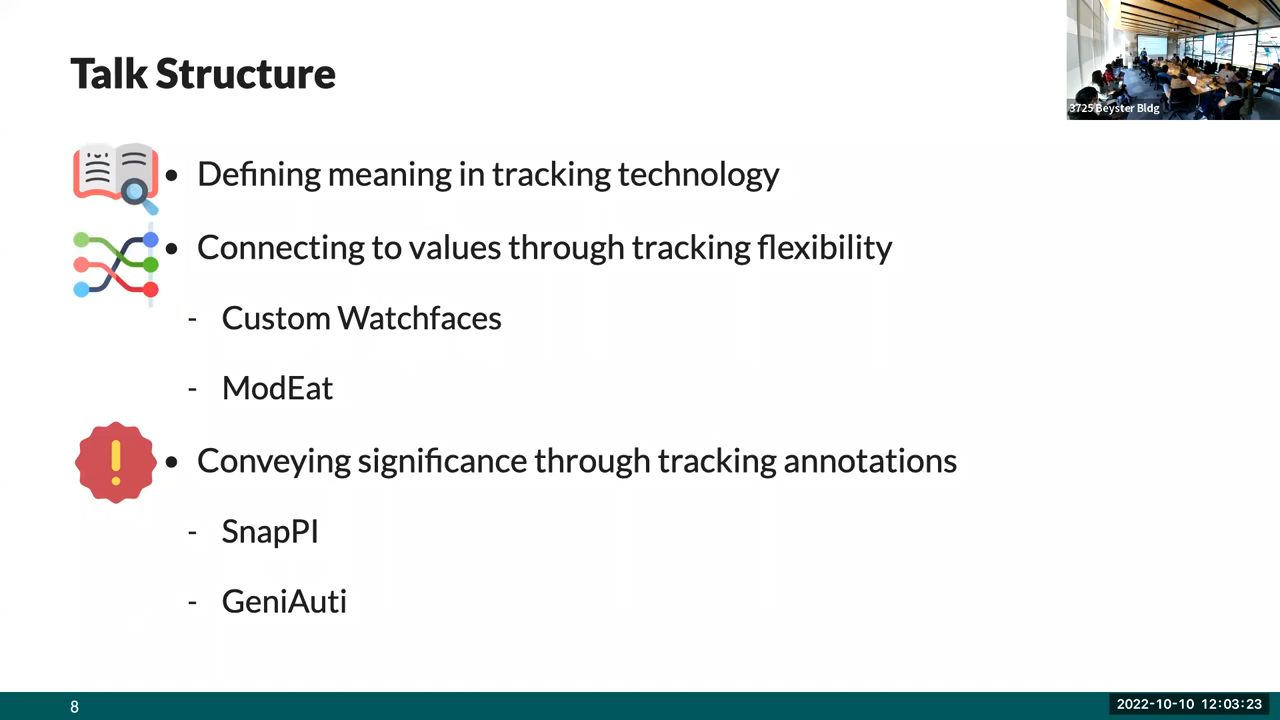 Talk Structure
3725 Beyster Bldg
• Defining meaning in tracking technology
• Connecting to values through tracking flexibility
- Custom Watchfaces
- ModEat
• Conveying significance through tracking annotations
- SnapPI
- GeniAuti
8
2022-10-10 12:03:23